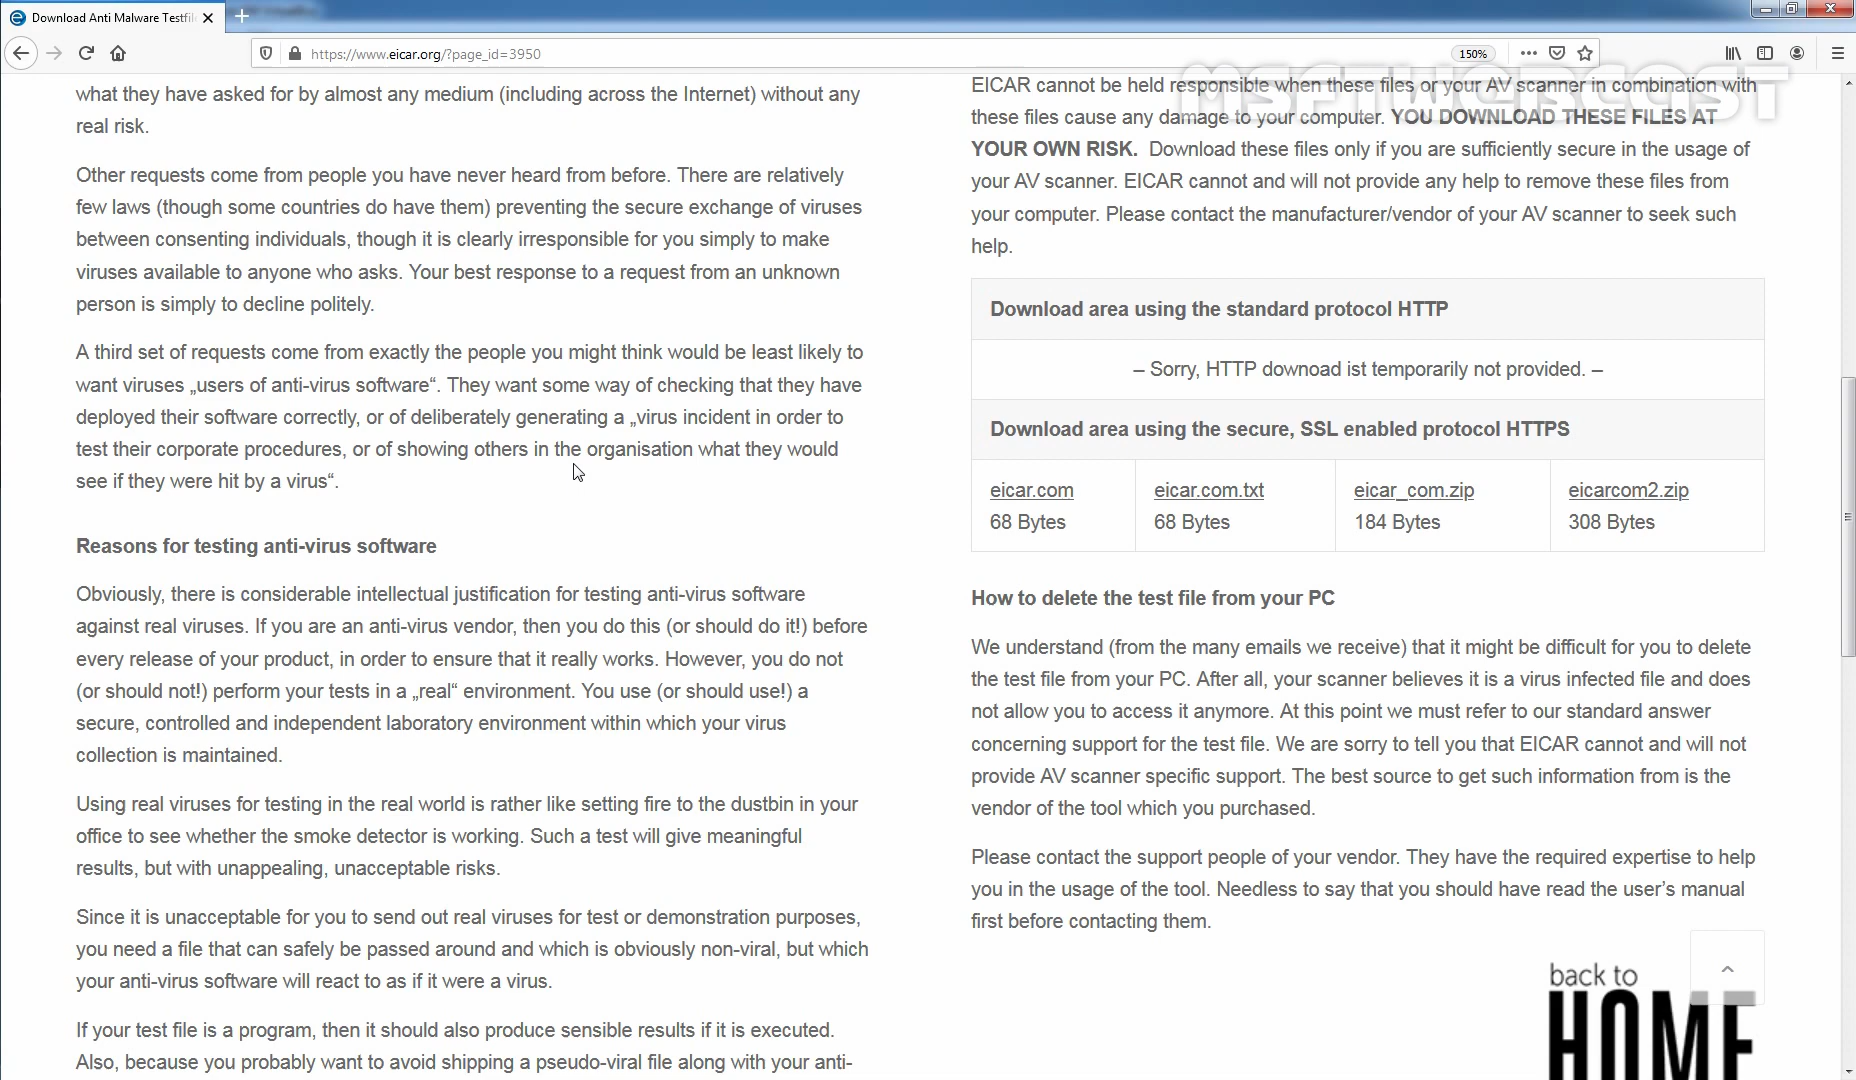 Download Anti Malware Testfil
https://www.eicar.org/?page_id=3950
150%
MSFTWEBCAST
what they have asked for by almost any medium (including across the Internet) without any
real risk.
Other requests come from people you have never heard from before. There are relatively
few laws (though some countries do have them) preventing the secure exchange of viruses
between consenting individuals, though it is clearly irresponsible for you simply to make
viruses available to anyone who asks. Your best response to a request from an unknown
person is simply to decline politely.
A third set of requests come from exactly the people you might think would be least likely to
want viruses „users of anti-virus software“. They want some way of checking that they have
deployed their software correctly, or of deliberately generating a „virus incident in order to
test their corporate procedures, or of showing others in the organisation what they would
see if they were hit by a virus“.
Reasons for testing anti-virus software
Obviously, there is considerable intellectual justification for testing anti-virus software
against real viruses. If you are an anti-virus vendor, then you do this (or should do it!) before
every release of your product, in order to ensure that it really works. However, you do not
(or should not!) perform your tests in a „real“ environment. You use (or should use!) a
secure, controlled and independent laboratory environment within which your virus
collection is maintained.
Using real viruses for testing in the real world is rather like setting fire to the dustbin in your
office to see whether the smoke detector is working. Such a test will give meaningful
results, but with unappealing, unacceptable risks.
Since it is unacceptable for you to send out real viruses for test or demonstration purposes,
you need a file that can safely be passed around and which is obviously non-viral, but which
your anti-virus software will react to as if it were a virus.
If your test file is a program, then it should also produce sensible results if it is executed.
Also, because you probably want to avoid shipping a pseudo-viral file along with your anti-
EICAR cannot be held responsible when these files or your AV scanner in combination with
these files cause any damage to your computer. YOU DOWNLOAD THESE FILES AT
YOUR OWN RISK. Download these files only if you are sufficiently secure in the usage of
your AV scanner. EICAR cannot and will not provide any help to remove these files from
your computer. Please contact the manufacturer/vendor of your AV scanner to seek such
help.
Download area using the standard protocol HTTP
– Sorry, HTTP downoad ist temporarily not provided. –
Download area using the secure, SSL enabled protocol HTTPS
eicar.com eicar.com.txt eicar_com.zip eicarcom2.zip
68 Bytes 68 Bytes 184 Bytes 308 Bytes
How to delete the test file from your PC
We understand (from the many emails we receive) that it might be difficult for you to delete
the test file from your PC. After all, your scanner believes it is a virus infected file and does
not allow you to access it anymore. At this point we must refer to our standard answer
concerning support for the test file. We are sorry to tell you that EICAR cannot and will not
provide AV scanner specific support. The best source to get such information from is the
vendor of the tool which you purchased.
Please contact the support people of your vendor. They have the required expertise to help
you in the usage of the tool. Needless to say that you should have read the user’s manual
first before contacting them.
back to
HOME